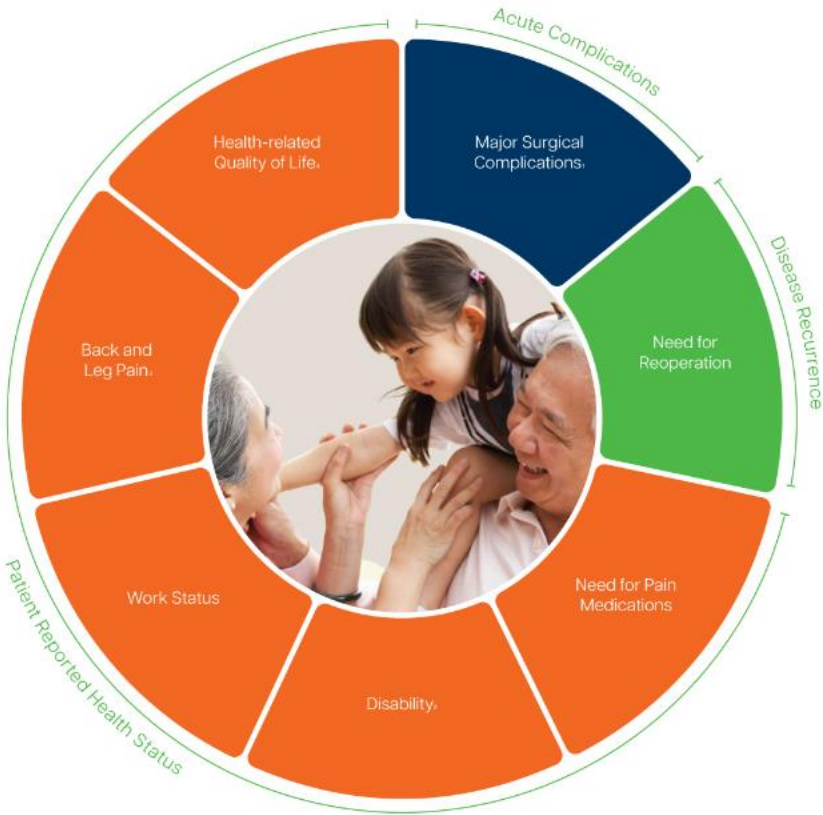 Acute Complications
Major Surgical
Complications₁
Disease Recurrence
Need for
Reoperation
Need for Pain
Medications
Disability
Work Status
Back and
Leg Pain
Health-related
Quality of Life
Patient Reported Health Status